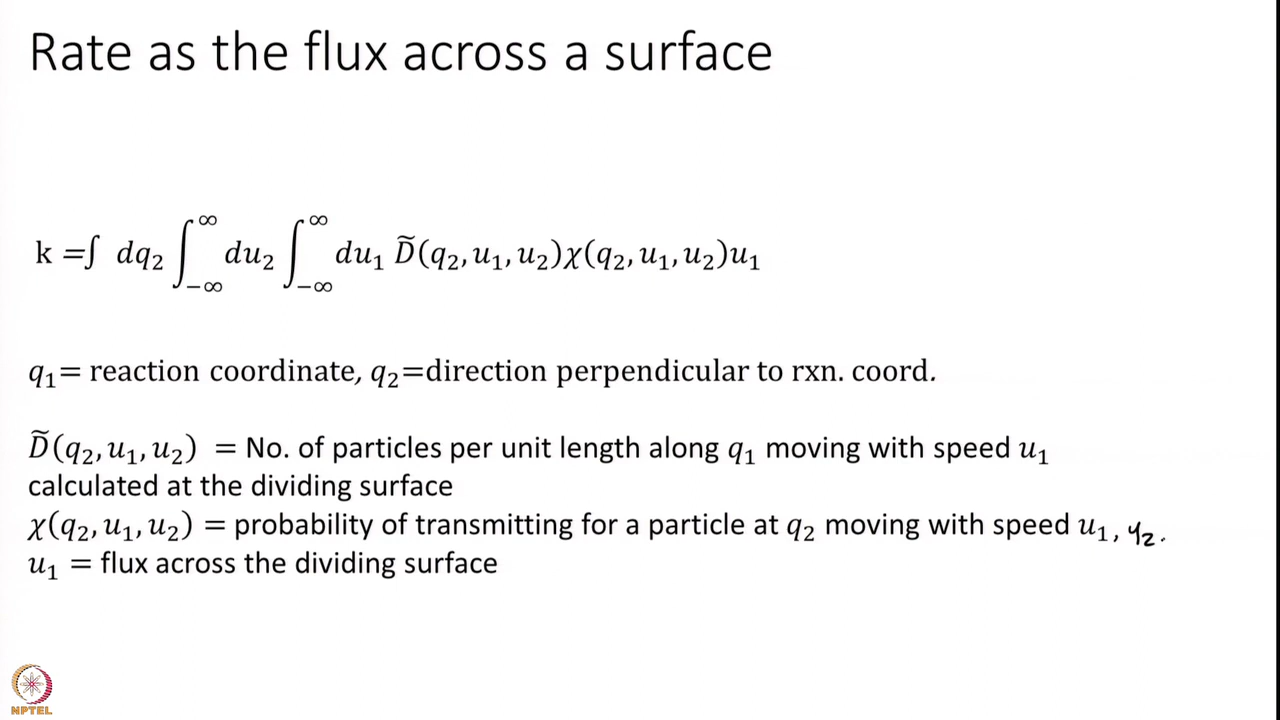 Rate as the flux across a surface
k =∫ dq₂ ∫_{-∞}^{∞} du₂ ∫_{-∞}^{∞} du₁ D̃(q₂, u₁, u₂)χ(q₂, u₁, u₂)u₁
q₁= reaction coordinate, q₂=direction perpendicular to rxn. coord.
D̃(q₂, u₁, u₂) = No. of particles per unit length along q₁ moving with speed u₁
calculated at the dividing surface
χ(q₂, u₁, u₂) = probability of transmitting for a particle at q₂ moving with speed u₁, u₂.
u₁ = flux across the dividing surface
NPTEL